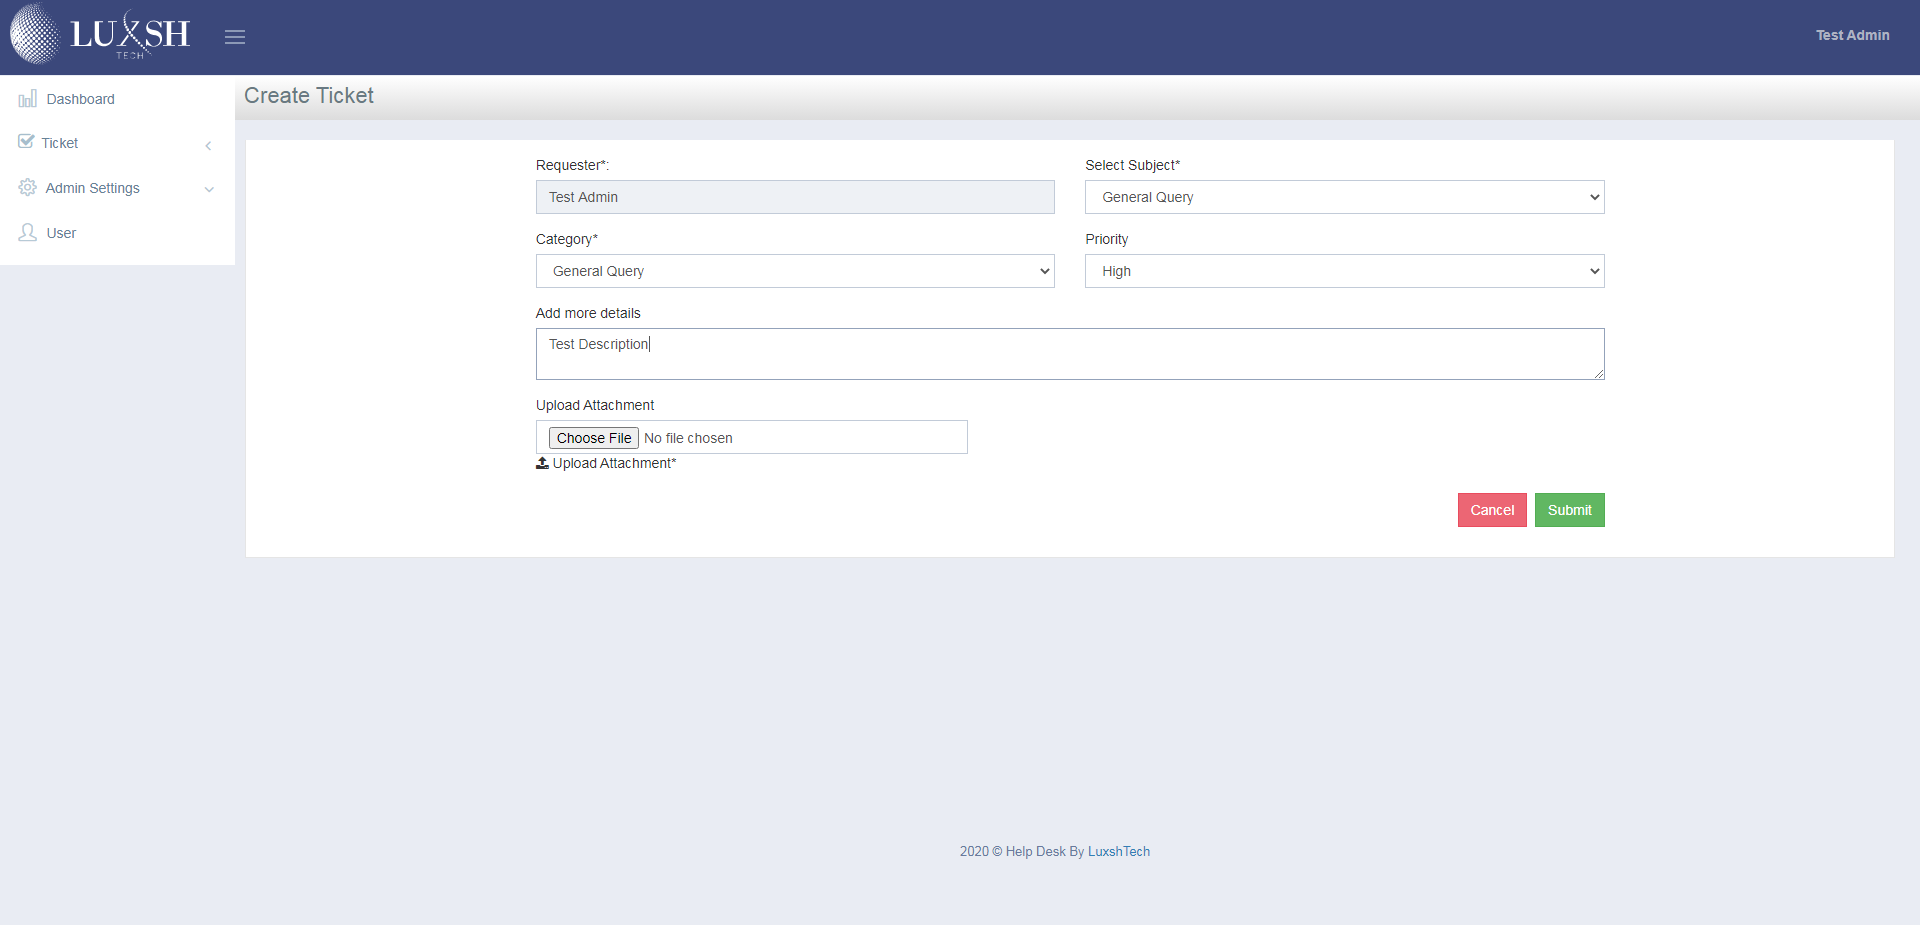 LUXSH
TECH
Test Admin
Dashboard
Ticket
Admin Settings
User
Create Ticket
Requester*:
Test Admin
Select Subject*
General Query
Category*
General Query
Priority
High
Add more details
Test Description
Upload Attachment
Choose File No file chosen
Upload Attachment*
Cancel Submit
2020 © Help Desk By LuxshTech